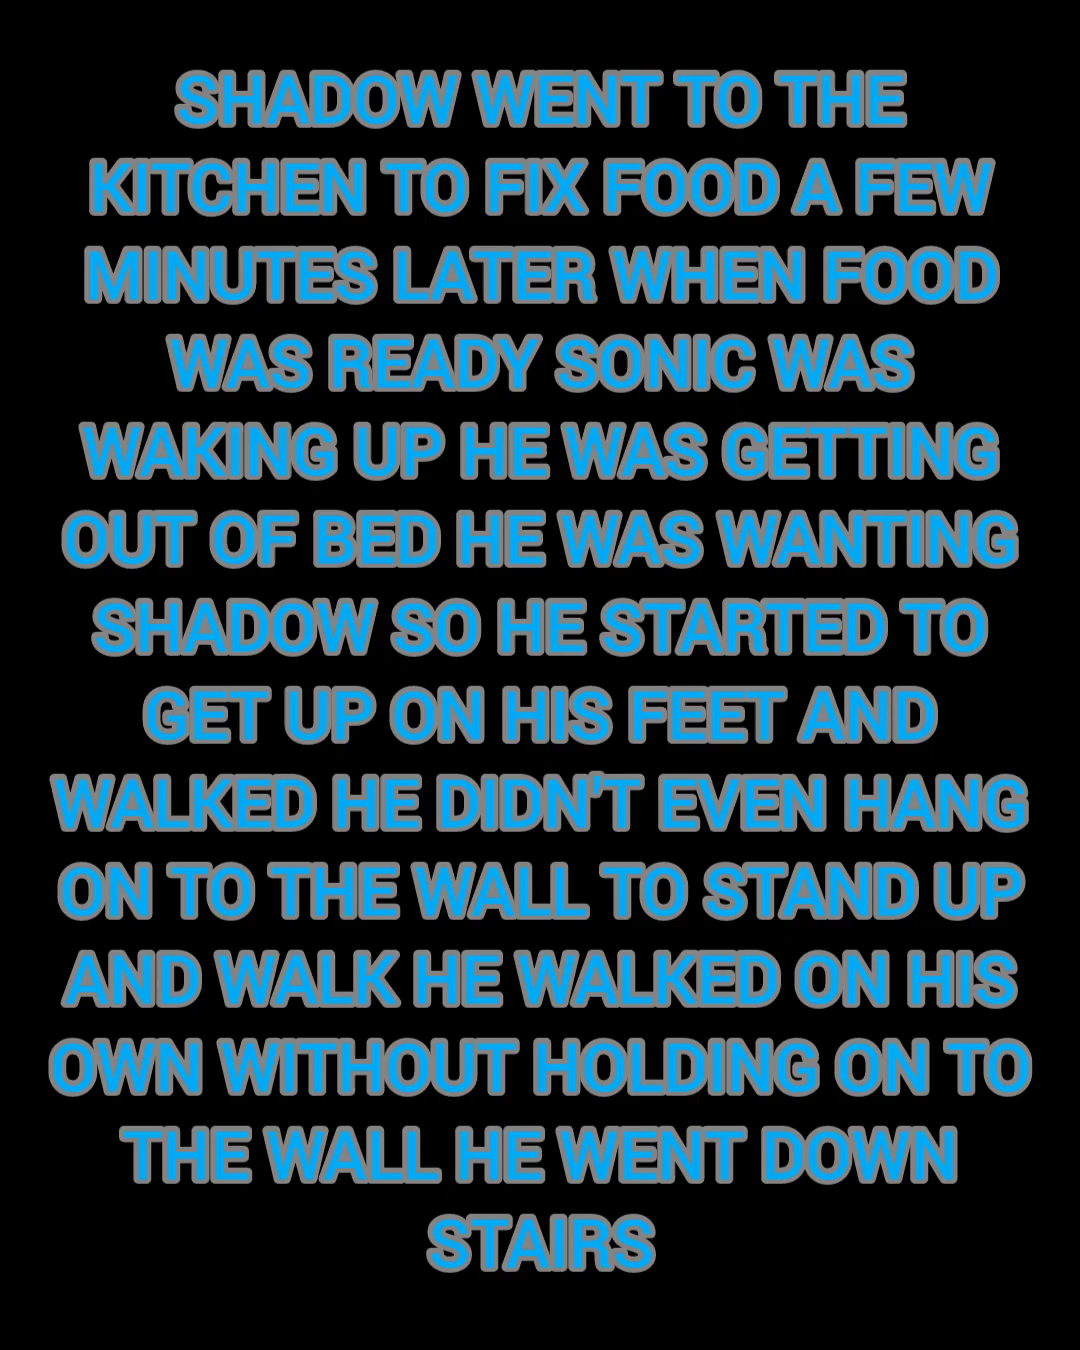 SHADOW WENT TO THE
KITCHEN TO FIX FOOD A FEW
MINUTES LATER WHEN FOOD
WAS READY SONIC WAS
WAKING UP HE WAS GETTING
OUT OF BED HE WAS WANTING
SHADOW SO HE STARTED TO
GET UP ON HIS FEET AND
WALKED HE DIDN'T EVEN HANG
ON TO THE WALL TO STAND UP
AND WALK HE WALKED ON HIS
OWN WITHOUT HOLDING ON TO
THE WALL HE WENT DOWN
STAIRS